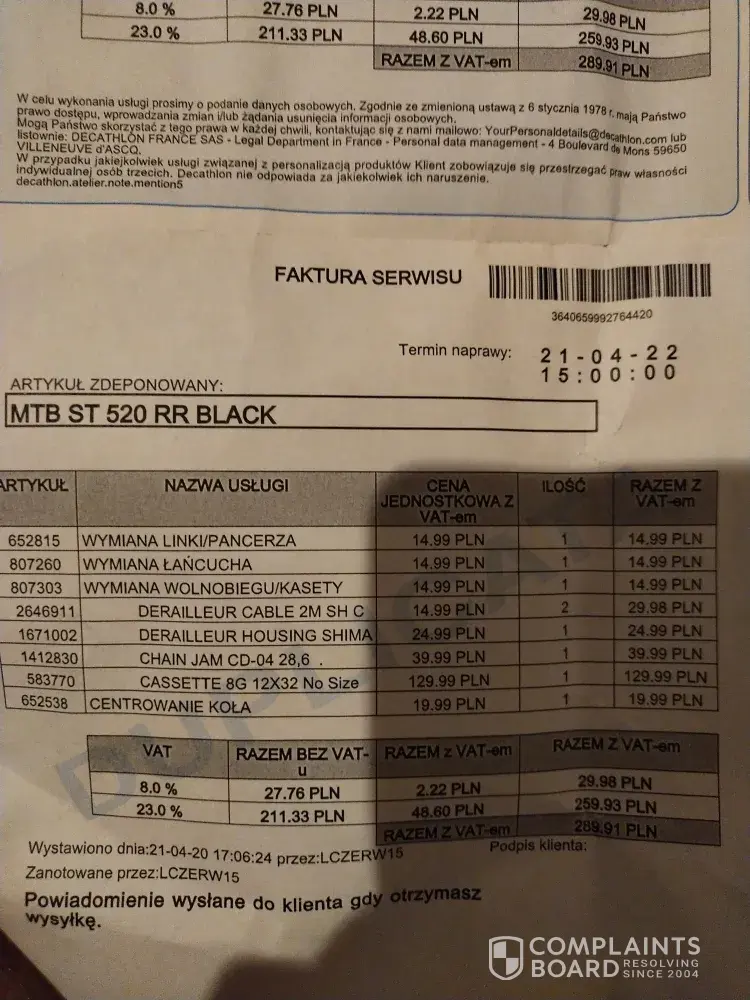 8.0 % 27.76 PLN 2.22 PLN 29.98 PLN
23.0 % 211.33 PLN 48.60 PLN 259.93 PLN
RAZEM Z VAT-em 289.91 PLN
W celu wykonania usługi prosimy o podanie danych osobowych. Zgodnie ze zmienioną ustawą z 6 stycznia 1978 r. mają Państwo
prawo dostępu, wprowadzania zmian i/lub żądania usunięcia informacji osobowych.
Mogą Państwo skorzystać z tego prawa w każdej chwili, kontaktując się z nami mailowo: YourPersonaldetails@decathlon.com lub
listownie: DECATHLON FRANCE SAS - Legal Department in France - Personal data management - 4 Boulevard de Mons 59650
VILLENEUVE d'ASCQ.
W przypadku jakiejkolwiek usługi związanej z personalizacją produktów Klient zobowiązuje się przestrzegać praw własności
indywidualnej osób trzecich. Decathlon nie odpowiada za jakiekolwiek ich naruszenie.
decathlon.atelier.note.mention5
FAKTURA SERWISU
3640659992764420
Termin naprawy: 21-04-22
15:00:00
ARTYKUŁ ZDEPONOWANY:
MTB ST 520 RR BLACK
ARTYKUŁ NAZWA USŁUGI CENA JEDNOSTKOWA Z VAT-em ILOŚĆ RAZEM Z VAT-em
652815 WYMIANA LINKI/PANCERZA 14.99 PLN 1 14.99 PLN
807260 WYMIANA ŁAŃCUCHA 14.99 PLN 1 14.99 PLN
807303 WYMIANA WOLNOBIEGU/KASETY 14.99 PLN 1 14.99 PLN
2646911 DERAILLEUR CABLE 2M SH C 14.99 PLN 2 29.98 PLN
1671002 DERAILLEUR HOUSING SHIMA 24.99 PLN 1 24.99 PLN
1412830 CHAIN JAM CD-04 28,6 . 39.99 PLN 1 39.99 PLN
583770 CASSETTE 8G 12X32 No Size 129.99 PLN 1 129.99 PLN
652538 CENTROWANIE KOŁA 19.99 PLN 1 19.99 PLN
DUPLICATA
VAT RAZEM BEZ VAT-u RAZEM z VAT-em RAZEM Z VAT-em
8.0 % 27.76 PLN 2.22 PLN 29.98 PLN
23.0 % 211.33 PLN 48.60 PLN 259.93 PLN
RAZEM Z VAT-em 289.91 PLN
Wystawiono dnia:21-04-20 17:06:24 przez:LCZERW15 Podpis klienta:
Zanotowane przez:LCZERW15
Powiadomienie wysłane do klienta gdy otrzymasz
wysyłkę.
COMPLAINTS
BOARD RESOLVING SINCE 2004